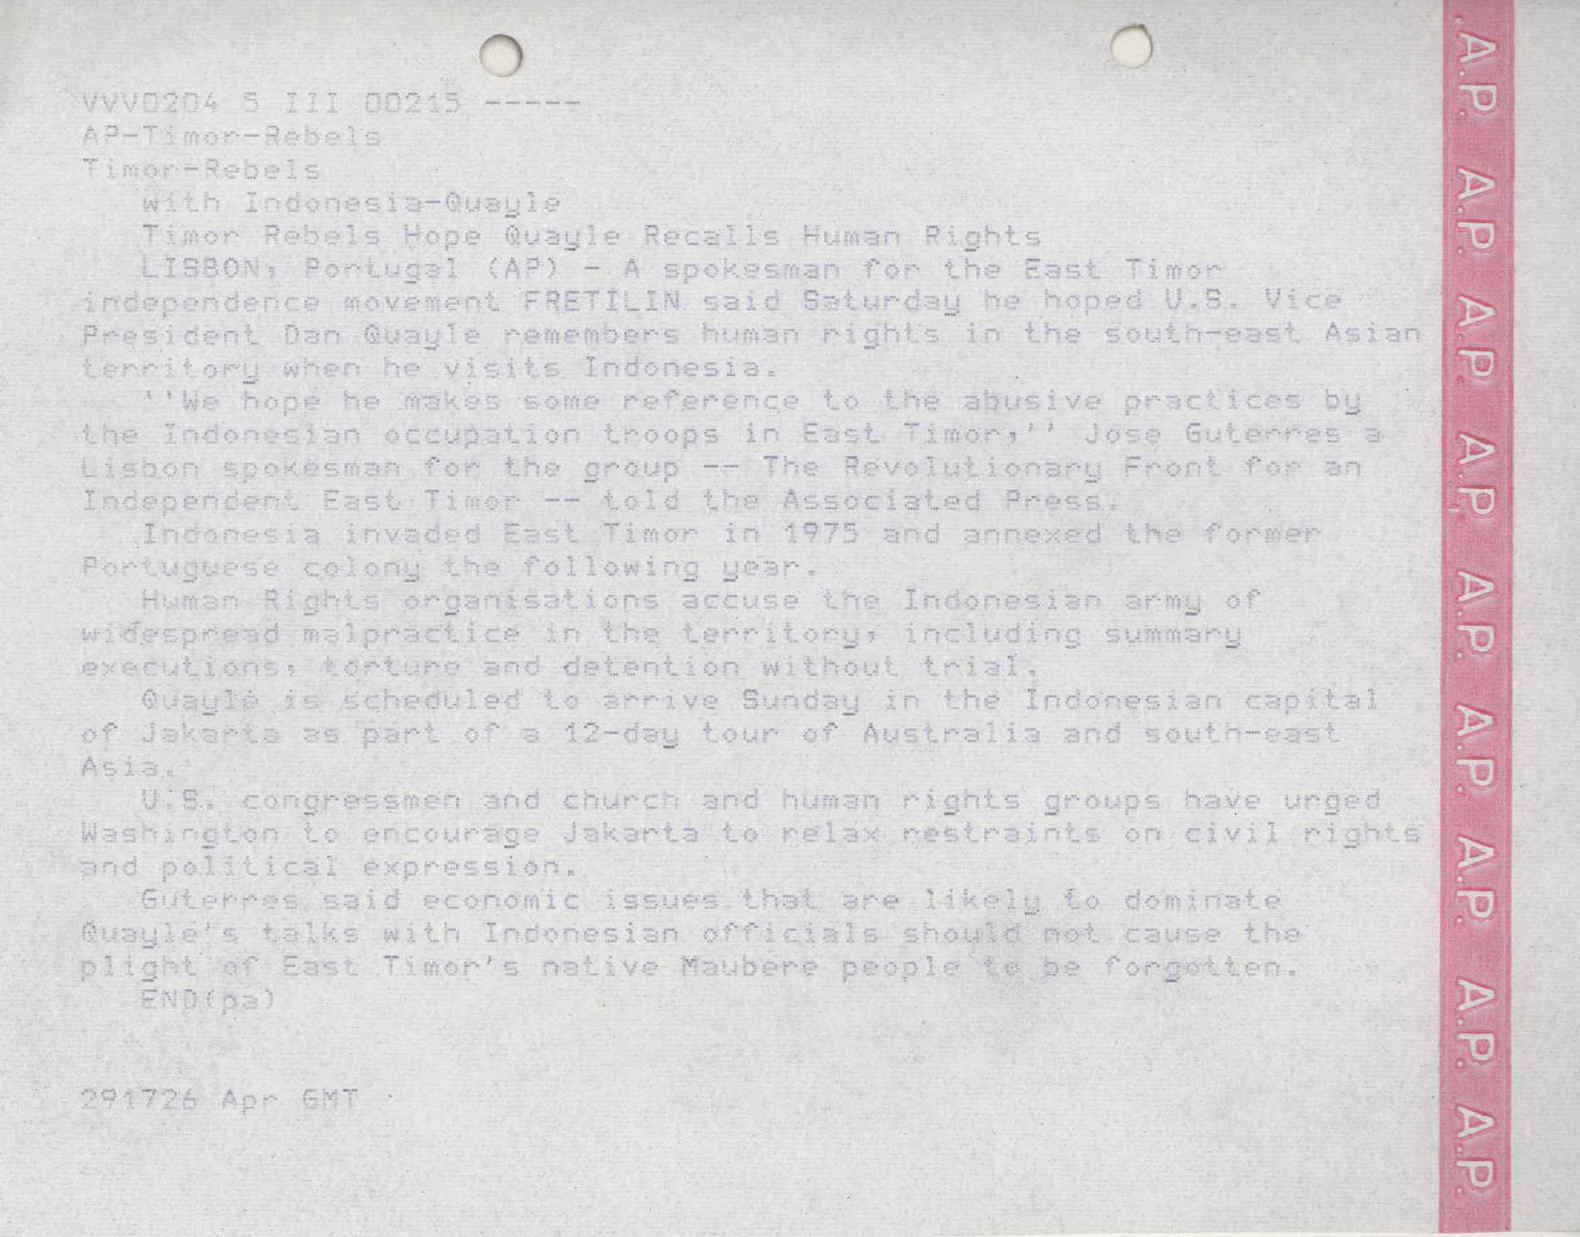 VVV0204 5 III 00215 -----
AP-Timor-Rebels
Timor-Rebels
with Indonesia-Quayle
Timor Rebels Hope Quayle Recalls Human Rights
LISBON, Portugal (AP) - A spokesman for the East Timor
independence movement FRETILIN said Saturday he hoped U.S. Vice
President Dan Quayle remembers human rights in the south-east Asian
territory when he visits Indonesia.
''We hope he makes some reference to the abusive practices by
the Indonesian occupation troops in East Timor,'' Jose Guterres a
Lisbon spokesman for the group -- The Revolutionary Front for an
Independent East Timor -- told the Associated Press.
Indonesia invaded East Timor in 1975 and annexed the former
Portuguese colony the following year.
Human Rights organisations accuse the Indonesian army of
widespread malpractice in the territory, including summary
executions, torture and detention without trial.
Quayle is scheduled to arrive Sunday in the Indonesian capital
of Jakarta as part of a 12-day tour of Australia and south-east
Asia.
U.S. congressmen and church and human rights groups have urged
Washington to encourage Jakarta to relax restraints on civil rights
and political expression.
Guterres said economic issues that are likely to dominate
Quayle's talks with Indonesian officials should not cause the
plight of East Timor's native Maubere people to be forgotten.
END(pa)
291726 Apr GMT
A.P. A.P. A.P. A.P. A.P. A.P. A.P. A.P. A.P.